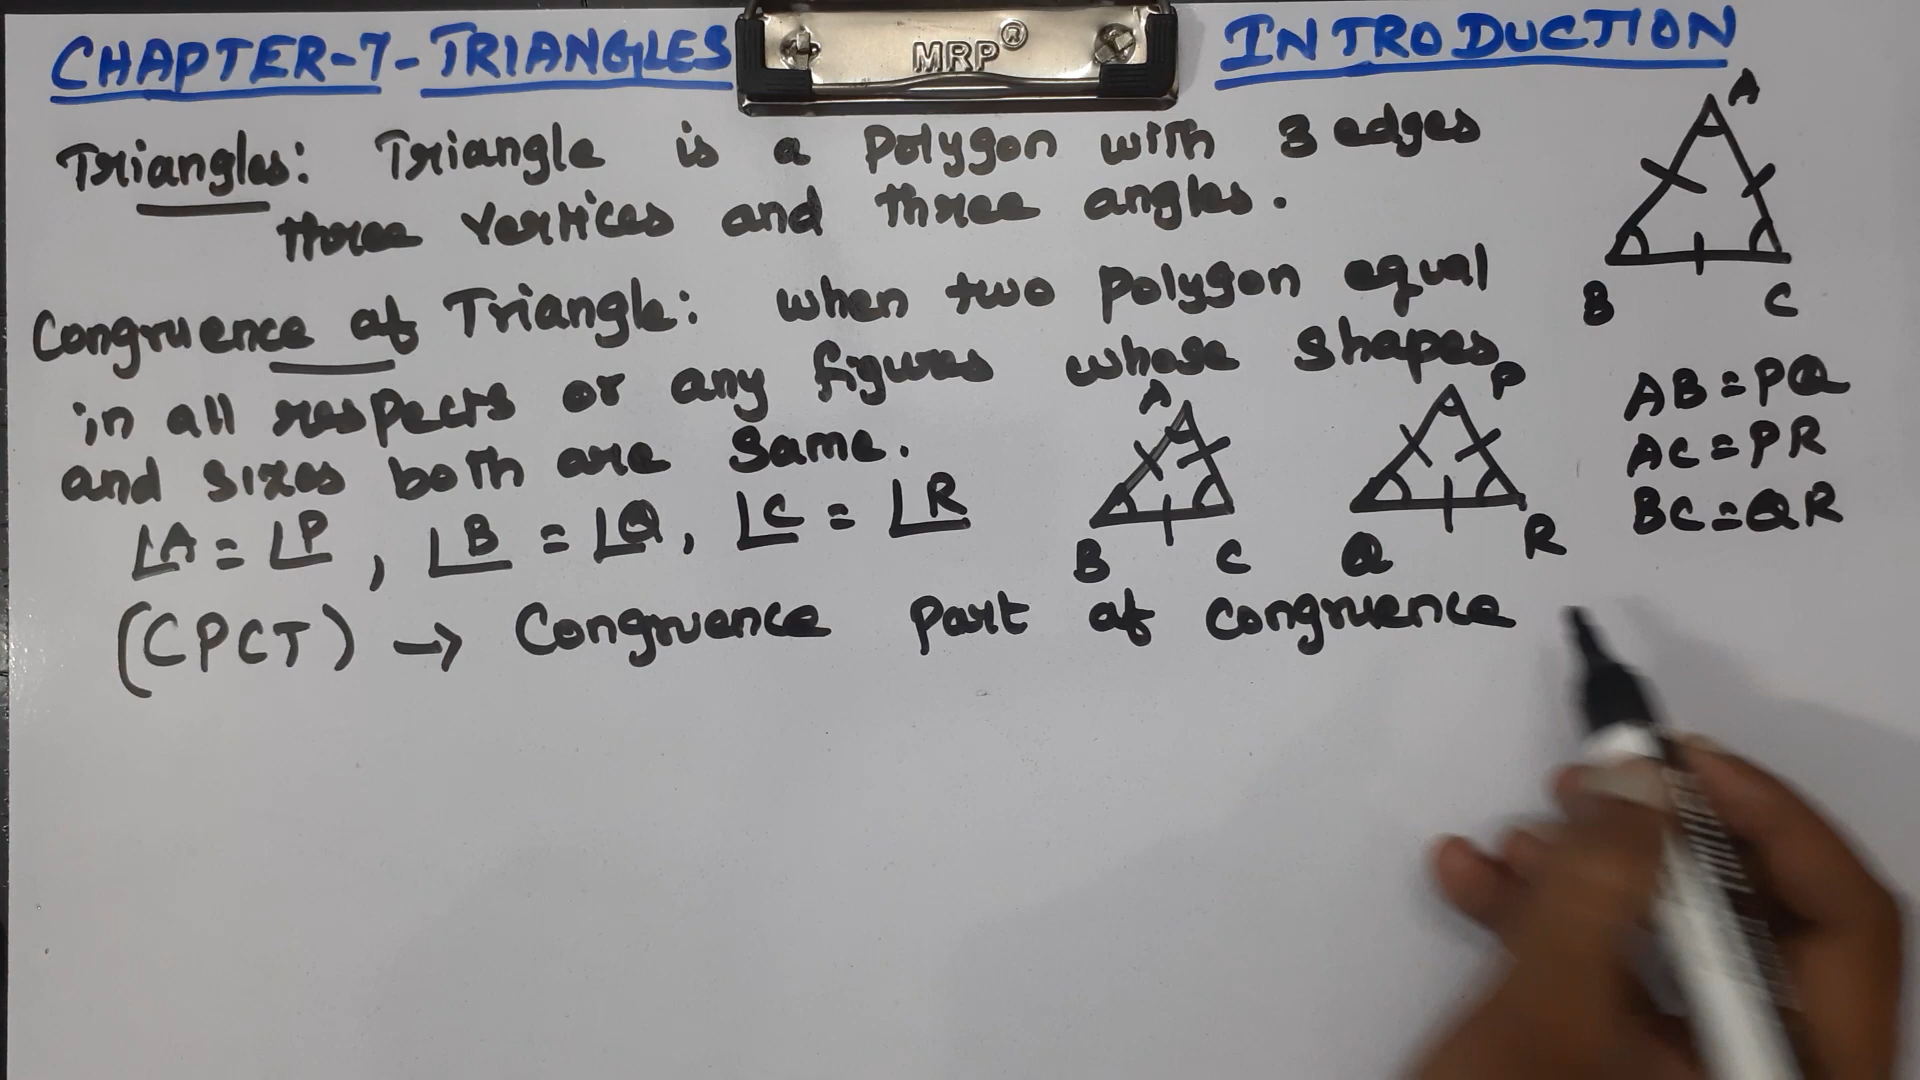 CHAPTER-7-TRIANGLES
MRP®
INTRODUCTION
Triangles: Triangle is a polygon with 3 edges
three vertices and three angles.
A
B C
Congruence of Triangle: when two polygon equal
in all respects or any figures whose shapes
and sizes both are same.
A
B C
P
Q R
AB=PQ
AC=PR
BC=QR
∠A=∠P, ∠B=∠Q, ∠C=∠R
(CPCT) → Congruence Part of congruence